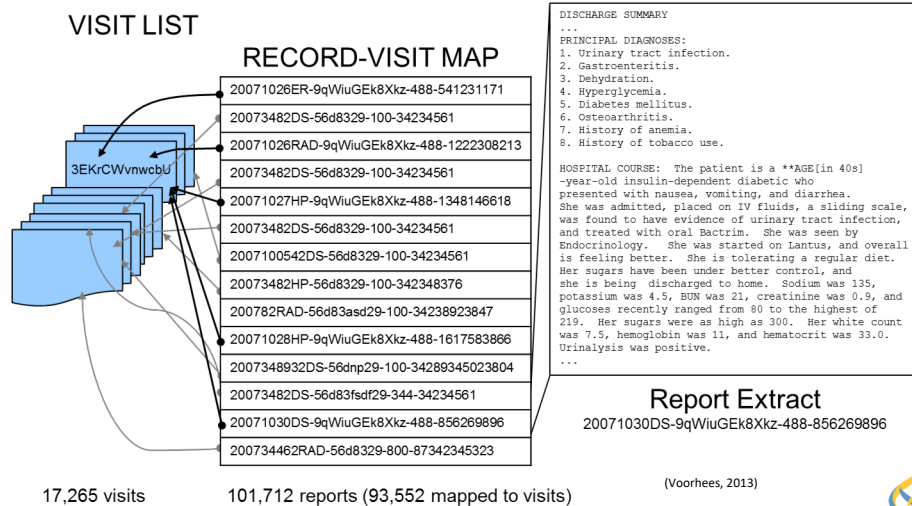 VISIT LIST
RECORD-VISIT MAP
3EKrCWvnwcbU
20071026ER-9qWiuGEk8Xkz-488-541231171
20073482DS-56d8329-100-34234561
20071026RAD-9qWiuGEk8Xkz-488-1222308213
20073482DS-56d8329-100-34234561
20071027HP-9qWiuGEk8Xkz-488-1348146618
20073482DS-56d8329-100-34234561
2007100542DS-56d8329-100-34234561
20073482HP-56d8329-100-342348376
200782RAD-56d83asd29-100-34238923847
20071028HP-9qWiuGEk8Xkz-488-1617583866
2007348932DS-56dnp29-100-34289345023804
20073482DS-56d83fsdf29-344-34234561
20071030DS-9qWiuGEk8Xkz-488-856269896
200734462RAD-56d8329-800-87342345323
17,265 visits
101,712 reports (93,552 mapped to visits)
DISCHARGE SUMMARY
...
PRINCIPAL DIAGNOSES:
1. Urinary tract infection.
2. Gastroenteritis.
3. Dehydration.
4. Hyperglycemia.
5. Diabetes mellitus.
6. Osteoarthritis.
7. History of anemia.
8. History of tobacco use.
HOSPITAL COURSE: The patient is a **AGE[in 40s]
-year-old insulin-dependent diabetic who
presented with nausea, vomiting, and diarrhea.
She was admitted, placed on IV fluids, a sliding scale,
was found to have evidence of urinary tract infection,
and treated with oral Bactrim. She was seen by
Endocrinology. She was started on Lantus, and overall
is feeling better. She is tolerating a regular diet.
Her sugars have been under better control, and
she is being discharged to home. Sodium was 135,
potassium was 4.5, BUN was 21, creatinine was 0.9, and
glucoses recently ranged from 80 to the highest of
219. Her sugars were as high as 300. Her white count
was 7.5, hemoglobin was 11, and hematocrit was 33.0.
Urinalysis was positive.
...
Report Extract
20071030DS-9qWiuGEk8Xkz-488-856269896
(Voorhees, 2013)